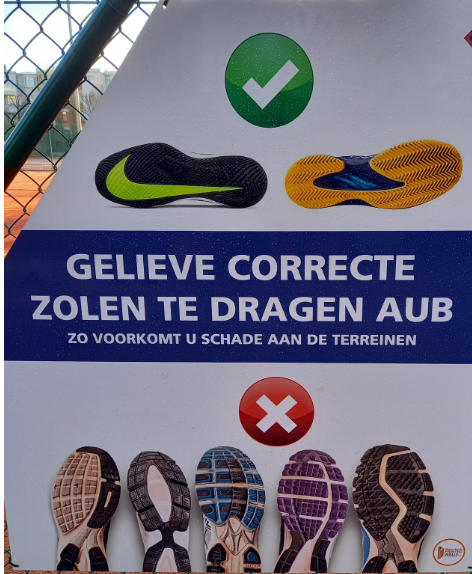 GELIEVE CORRECTE
ZOLEN TE DRAGEN AUB
ZO VOORKOMT U SCHADE AAN DE TERREINEN